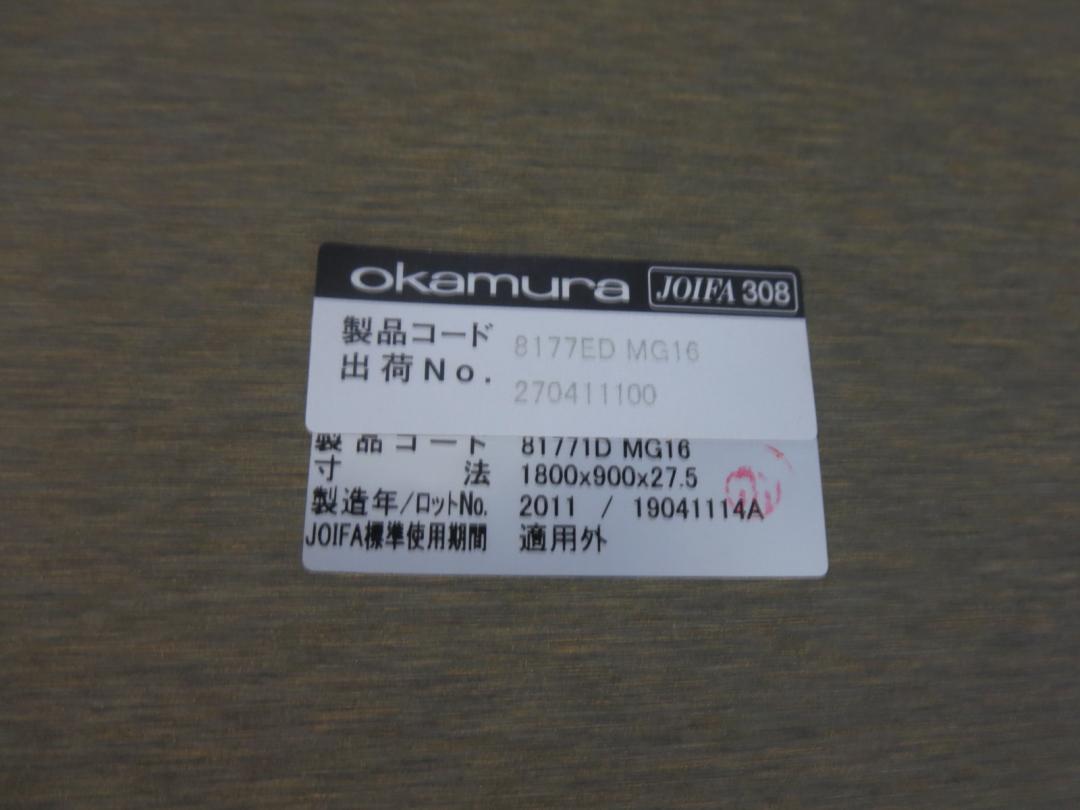 okamura JOIFA 308
製品コード 8177ED MG16
出荷No. 270411100
製品コード 81771D MG16
寸法 1800x900x27.5
製造年/ロットNo. 2011 / 19041114A
JOIFA標準使用期間 適用外